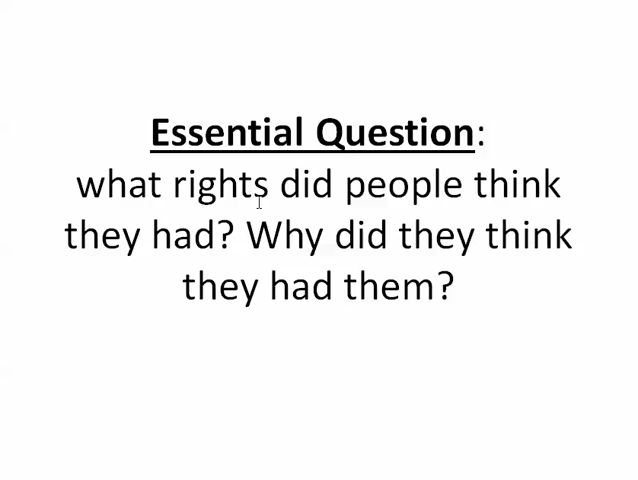 Essential Question:
what rights did people think
they had? Why did they think
they had them?